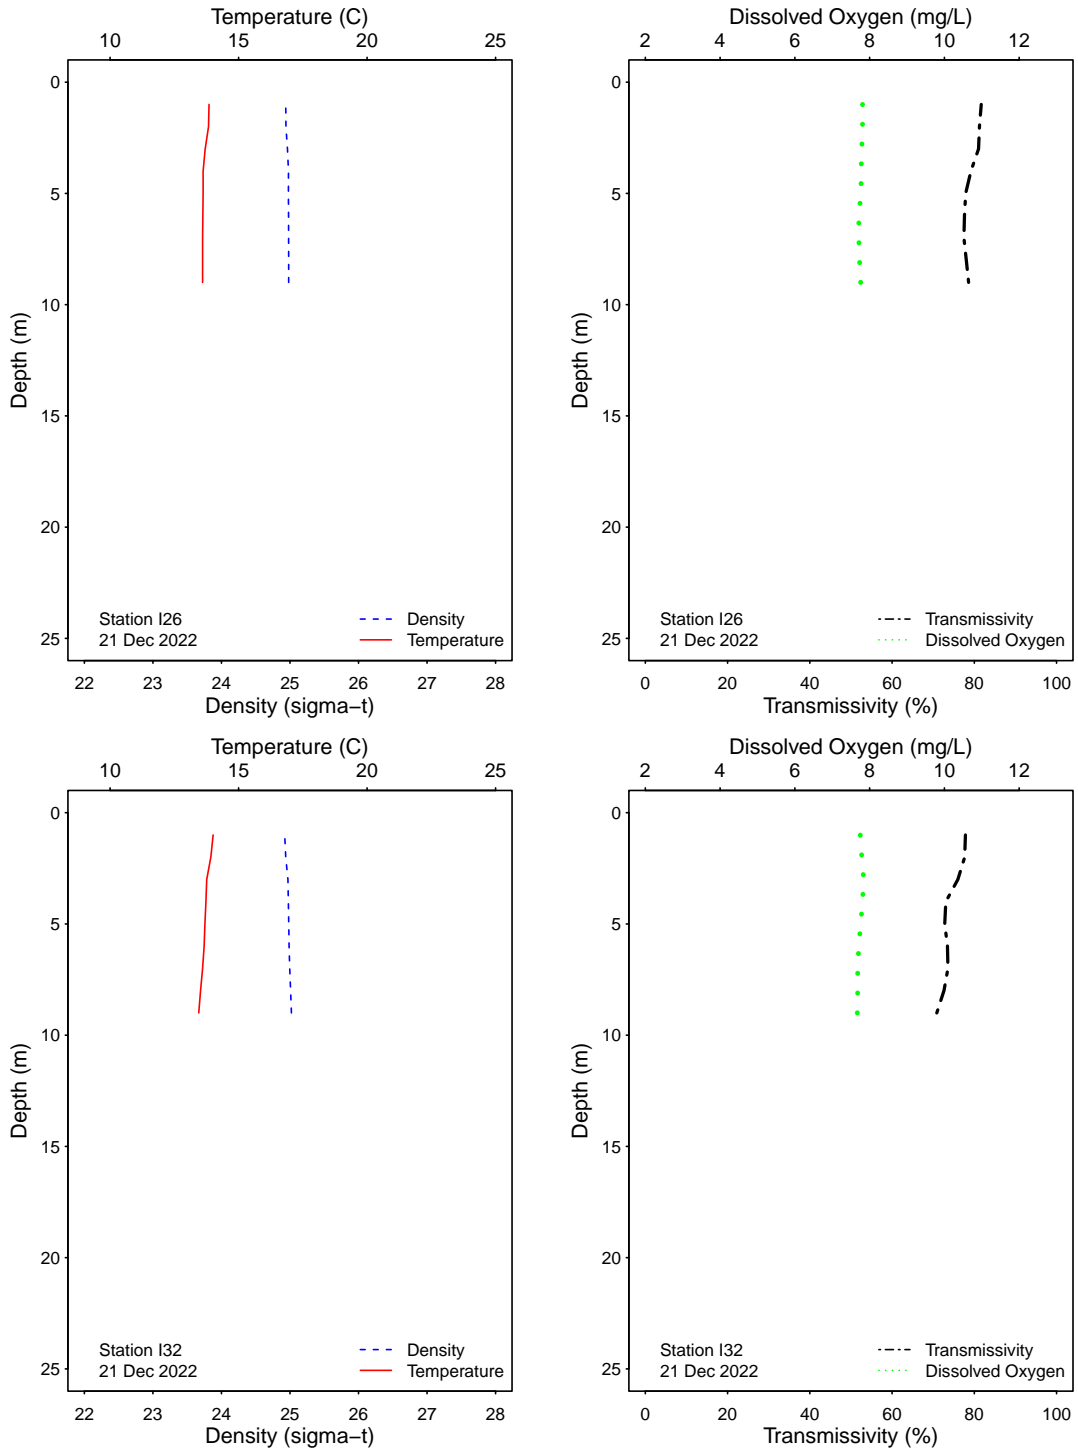 Temperature (C)
10 15 20 25
0
5
10
15
20
25
Depth (m)
Station I26
21 Dec 2022
Density
Temperature
22 23 24 25 26 27 28
Density (sigma−t)
Dissolved Oxygen (mg/L)
2 4 6 8 10 12
0
5
10
15
20
25
Depth (m)
Station I26
21 Dec 2022
Transmissivity
Dissolved Oxygen
0 20 40 60 80 100
Transmissivity (%)
Temperature (C)
10 15 20 25
0
5
10
15
20
25
Depth (m)
Station I32
21 Dec 2022
Density
Temperature
22 23 24 25 26 27 28
Density (sigma−t)
Dissolved Oxygen (mg/L)
2 4 6 8 10 12
0
5
10
15
20
25
Depth (m)
Station I32
21 Dec 2022
Transmissivity
Dissolved Oxygen
0 20 40 60 80 100
Transmissivity (%)